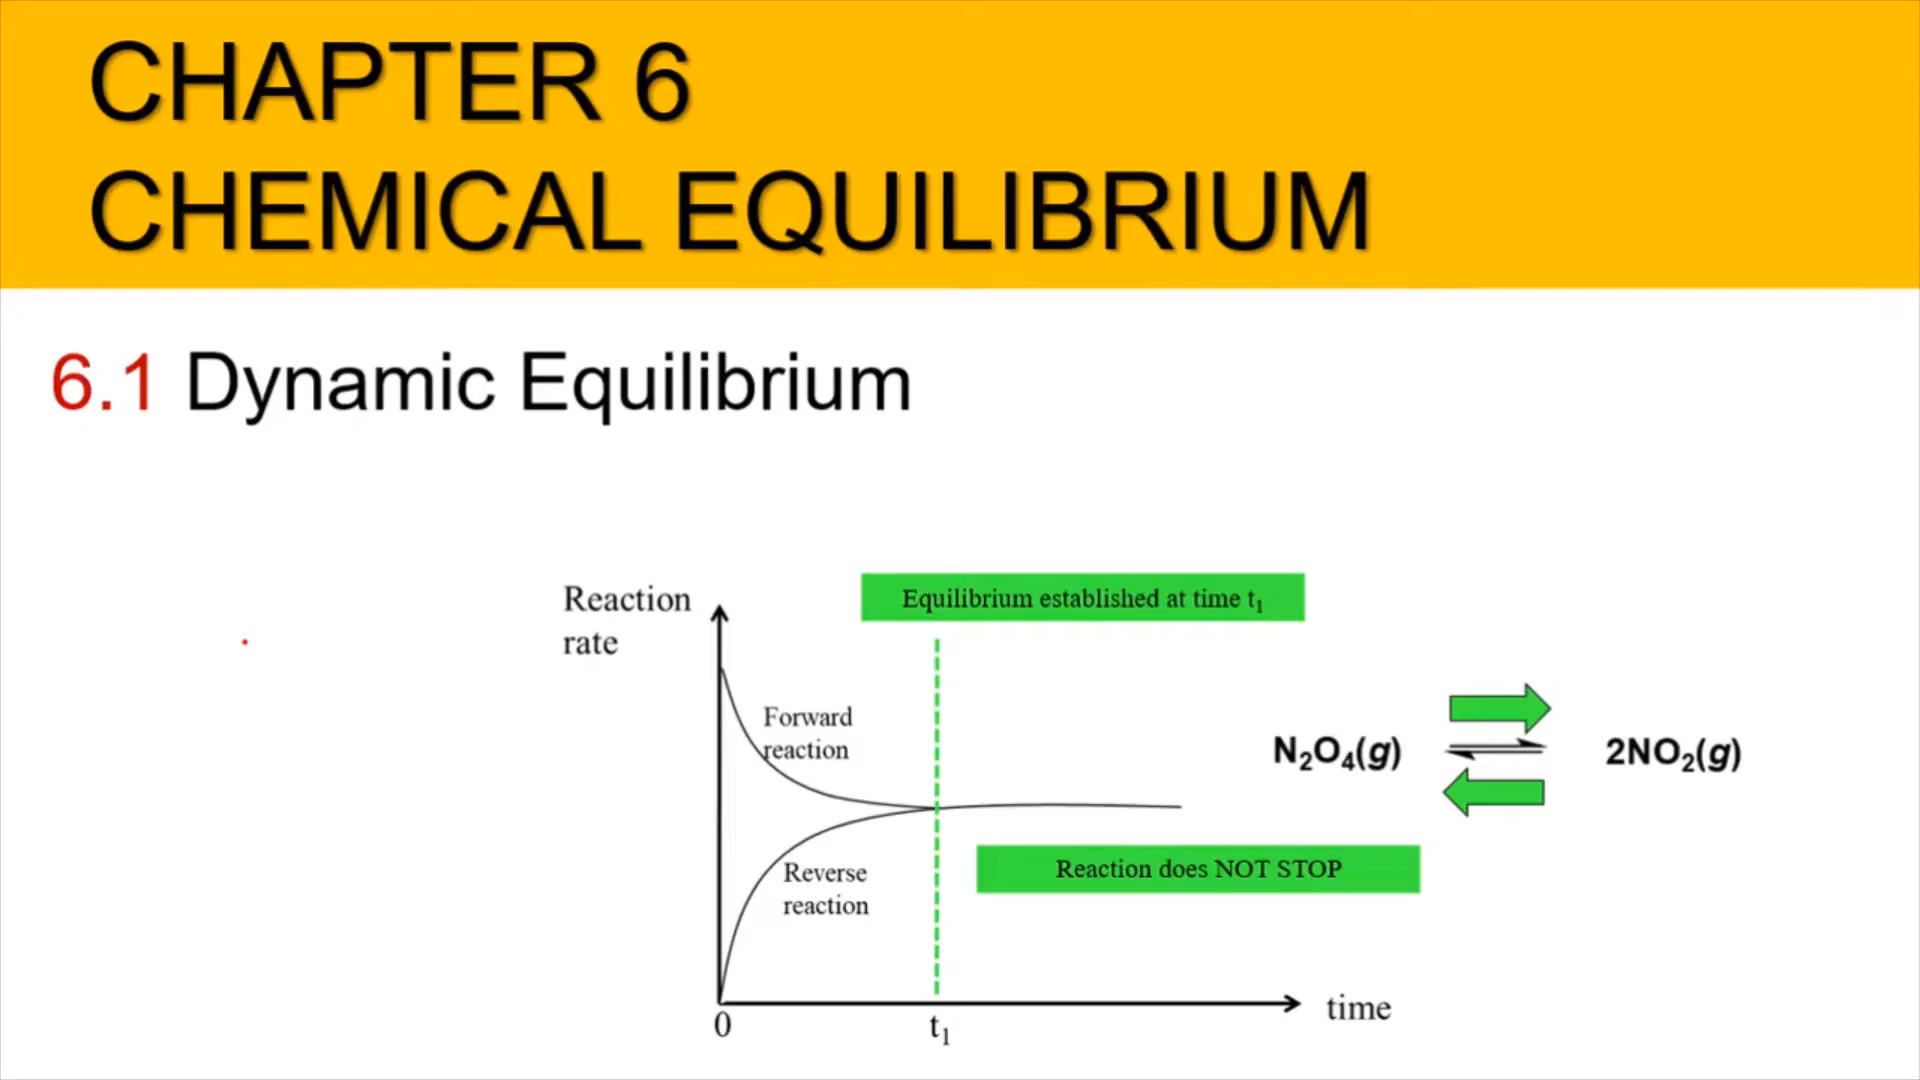 CHAPTER 6
CHEMICAL EQUILIBRIUM
6.1 Dynamic Equilibrium
Reaction
rate
Equilibrium established at time t₁
Forward
reaction
N₂O₄(g) ⇌ 2NO₂(g)
Reverse
reaction
Reaction does NOT STOP
time
0
t₁